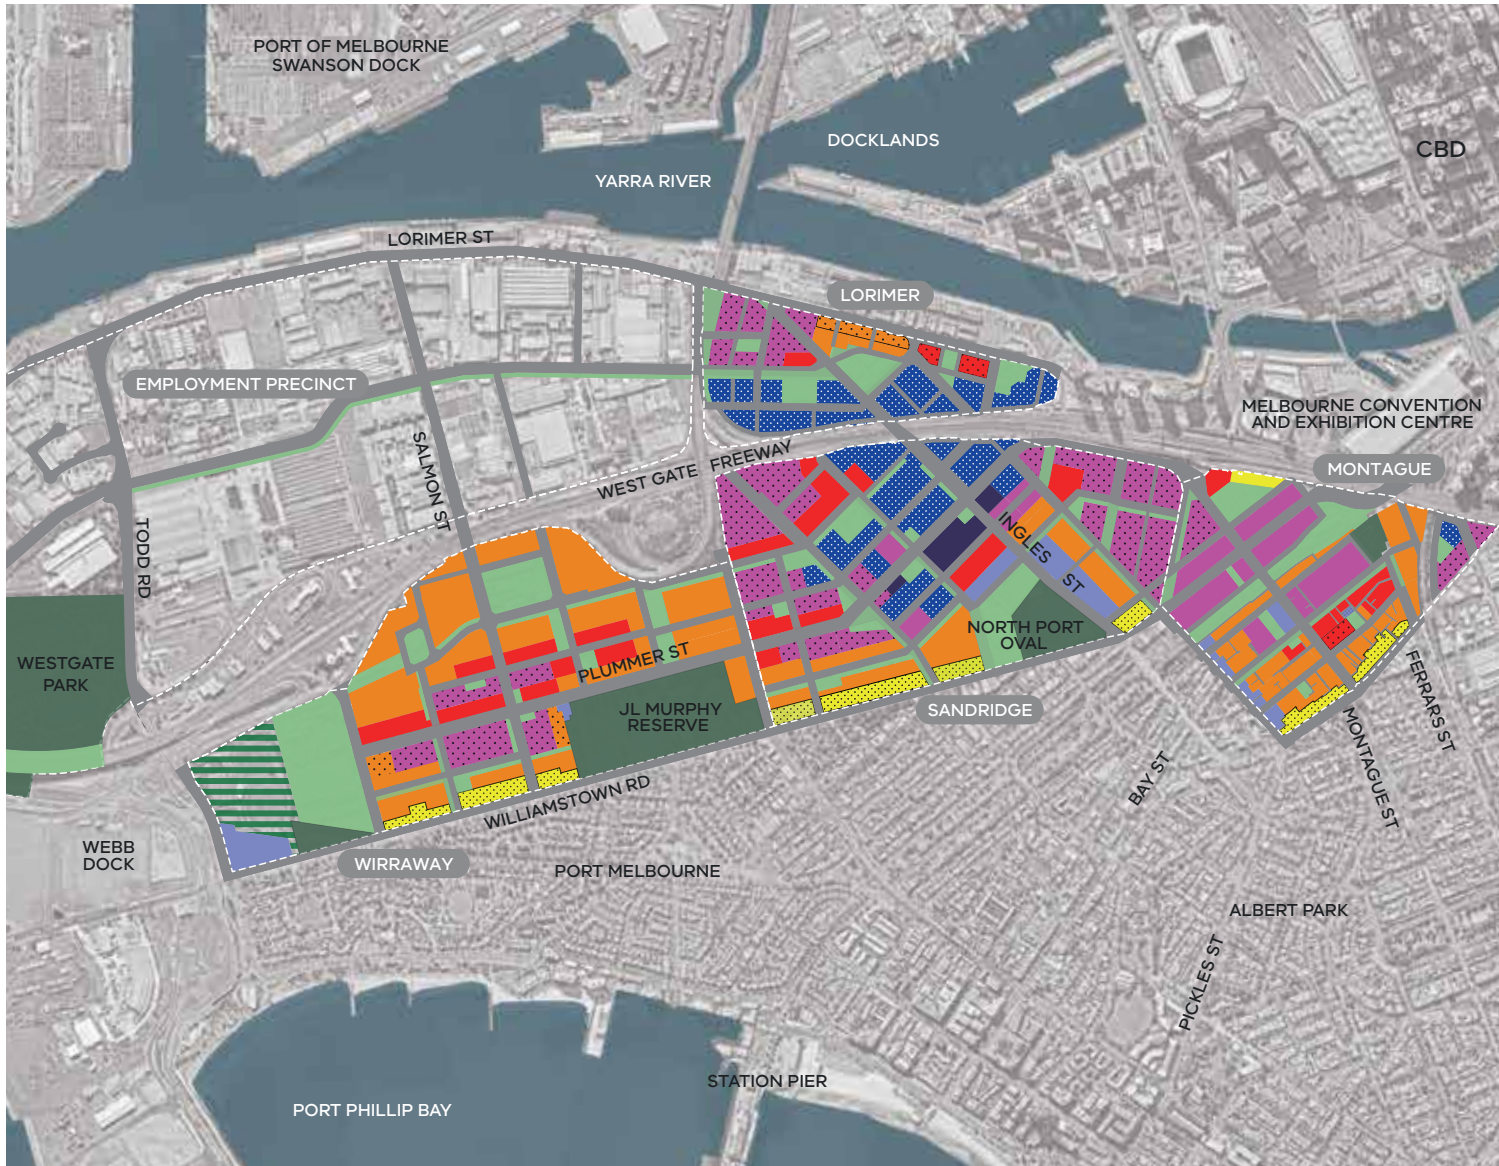 PORT OF MELBOURNE
SWANSON DOCK
DOCKLANDS
CBD
YARRA RIVER
LORIMER ST
LORIMER
EMPLOYMENT PRECINCT
MELBOURNE CONVENTION
AND EXHIBITION CENTRE
SALMON ST
WEST GATE FREEWAY
MONTAGUE
TODD RD
INGLES ST
NORTH PORT
OVAL
WESTGATE
PARK
PLUMMER ST
FERRARS ST
JL MURPHY
RESERVE
SANDRIDGE
MONTAGUE ST
BAY ST
WILLIAMSTOWN RD
WEBB
DOCK
WIRRAWAY
PORT MELBOURNE
ALBERT PARK
PICKLES ST
STATION PIER
PORT PHILLIP BAY